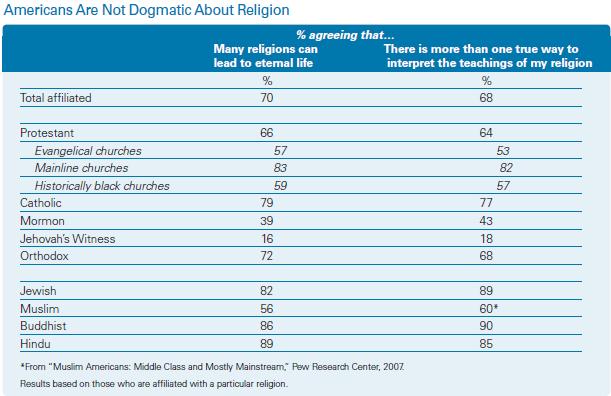 Americans Are Not Dogmatic About Religion
% agreeing that...
Many religions can lead to eternal life
There is more than one true way to interpret the teachings of my religion
% %
Total affiliated 70 68
Protestant 66 64
Evangelical churches 57 53
Mainline churches 83 82
Historically black churches 59 57
Catholic 79 77
Mormon 39 43
Jehovah's Witness 16 18
Orthodox 72 68
Jewish 82 89
Muslim 56 60*
Buddhist 86 90
Hindu 89 85
*From "Muslim Americans: Middle Class and Mostly Mainstream," Pew Research Center, 2007.
Results based on those who are affiliated with a particular religion.